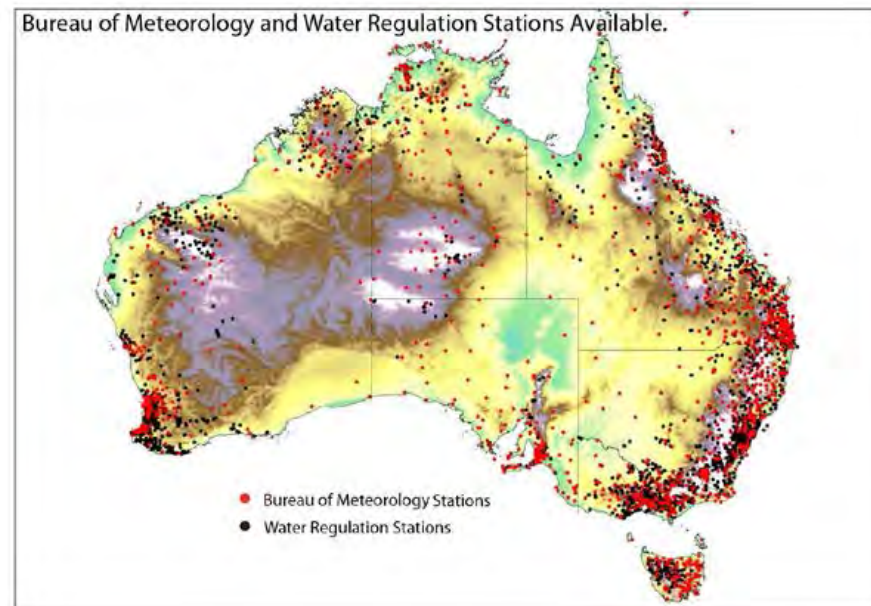 Bureau of Meteorology and Water Regulation Stations Available.
Bureau of Meteorology Stations
Water Regulation Stations